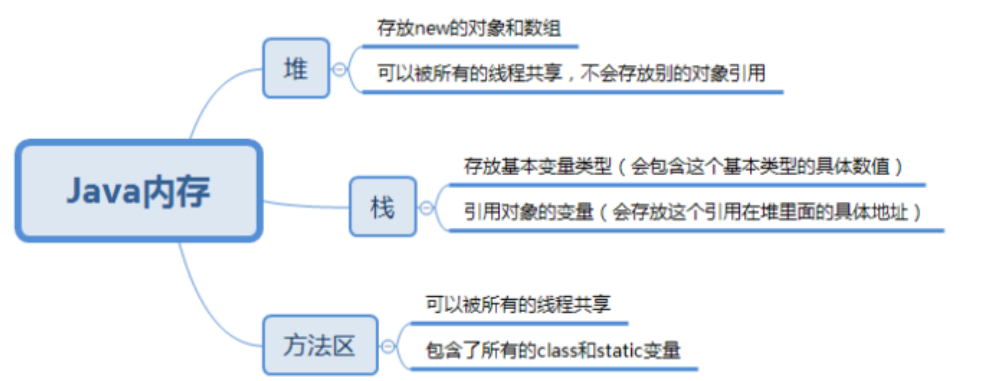 Java内存
堆
存放new的对象和数组
可以被所有的线程共享，不会存放别的对象引用
栈
存放基本变量类型（会包含这个基本类型的具体数值）
引用对象的变量（会存放这个引用在堆里面的具体地址）
方法区
可以被所有的线程共享
包含了所有的class和static变量